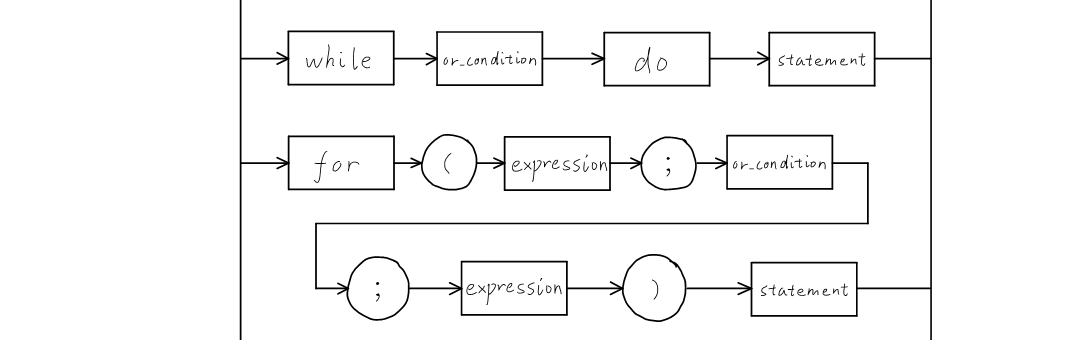 while or_condition do statement
for ( expression ; or_condition
; expression ) statement